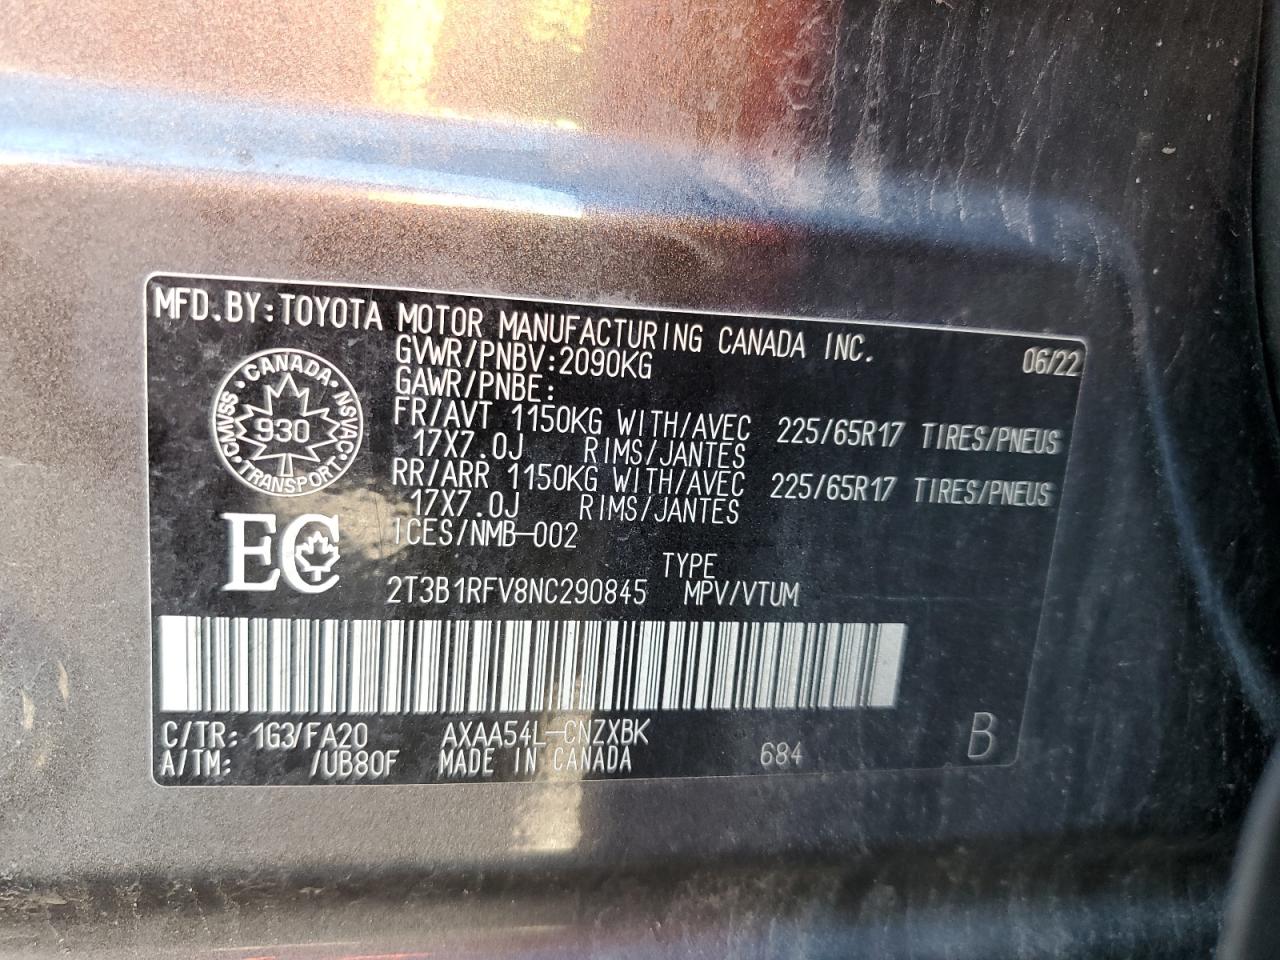 MFD.BY:TOYOTA MOTOR MANUFACTURING CANADA INC. 06/22
GVWR/PNBV:2090KG
GAWR/PNBE:
FR/AVT 1150KG WITH/AVEC 225/65R17 TIRES/PNEUS
17X7.0J RIMS/JANTES
RR/ARR 1150KG WITH/AVEC 225/65R17 TIRES/PNEUS
17X7.0J RIMS/JANTES
ICES/NMB-002
CANADA
CMVSS 930 NSVAC
TRANSPORT
EC
TYPE
2T3B1RFV8NC290845 MPV/VTUM
C/TR: 1G3/FA20 AXAA54L-CNZXBK
A/TM: /UB80F MADE IN CANADA 684 B